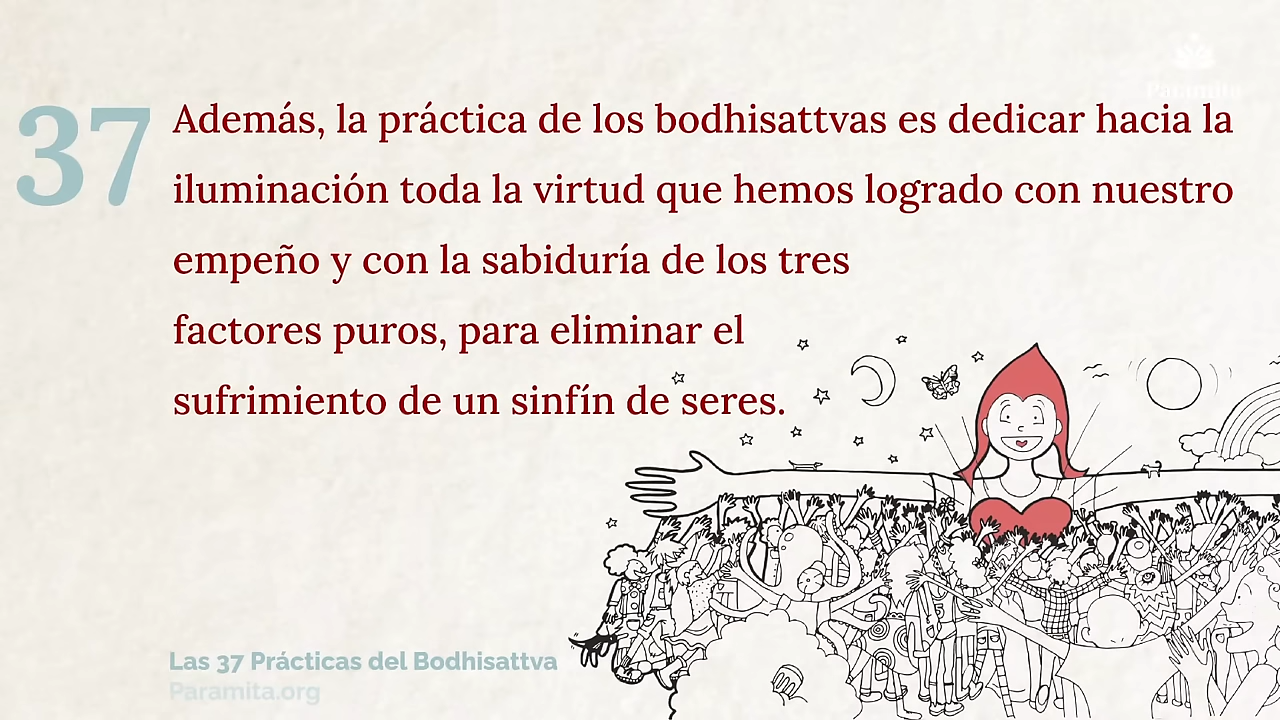 Paramita
37
Además, la práctica de los bodhisattvas es dedicar hacia la
iluminación toda la virtud que hemos logrado con nuestro
empeño y con la sabiduría de los tres
factores puros, para eliminar el
sufrimiento de un sinfín de seres.
Las 37 Prácticas del Bodhisattva
Paramita.org